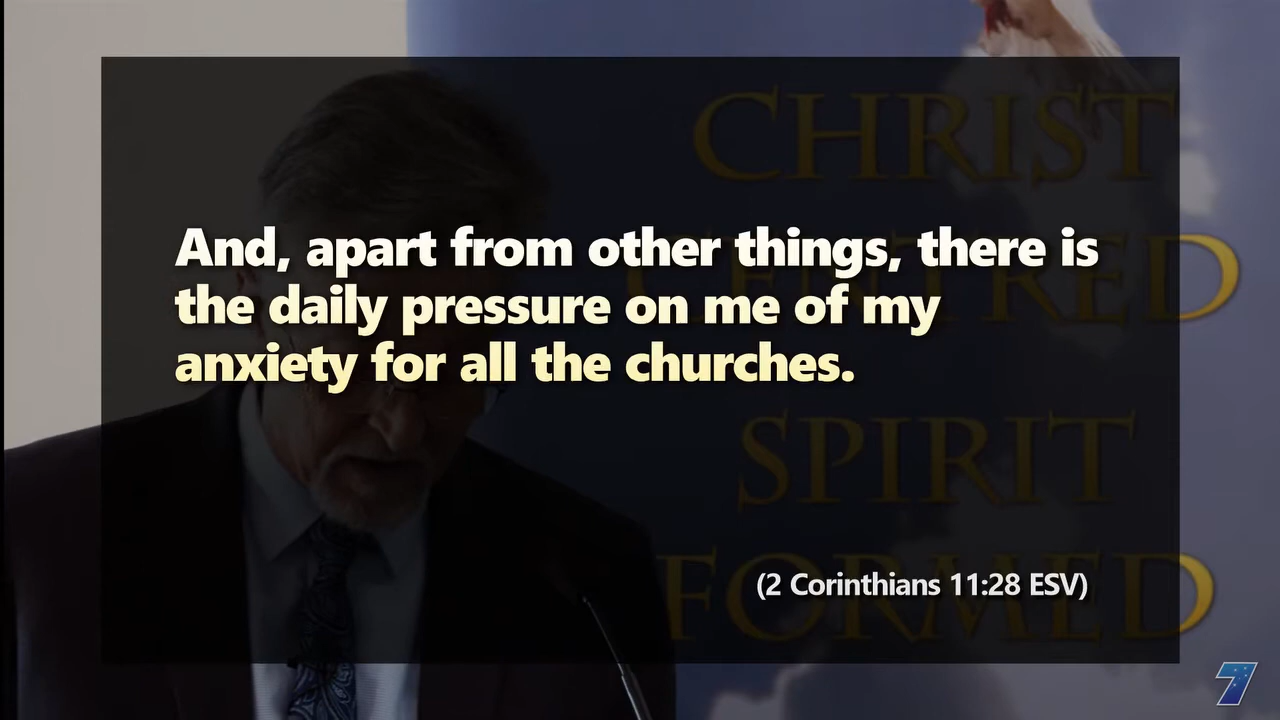 CHRIST
CENTRED
And, apart from other things, there is
the daily pressure on me of my
anxiety for all the churches.
SPIRIT
FORMED
(2 Corinthians 11:28 ESV)
7